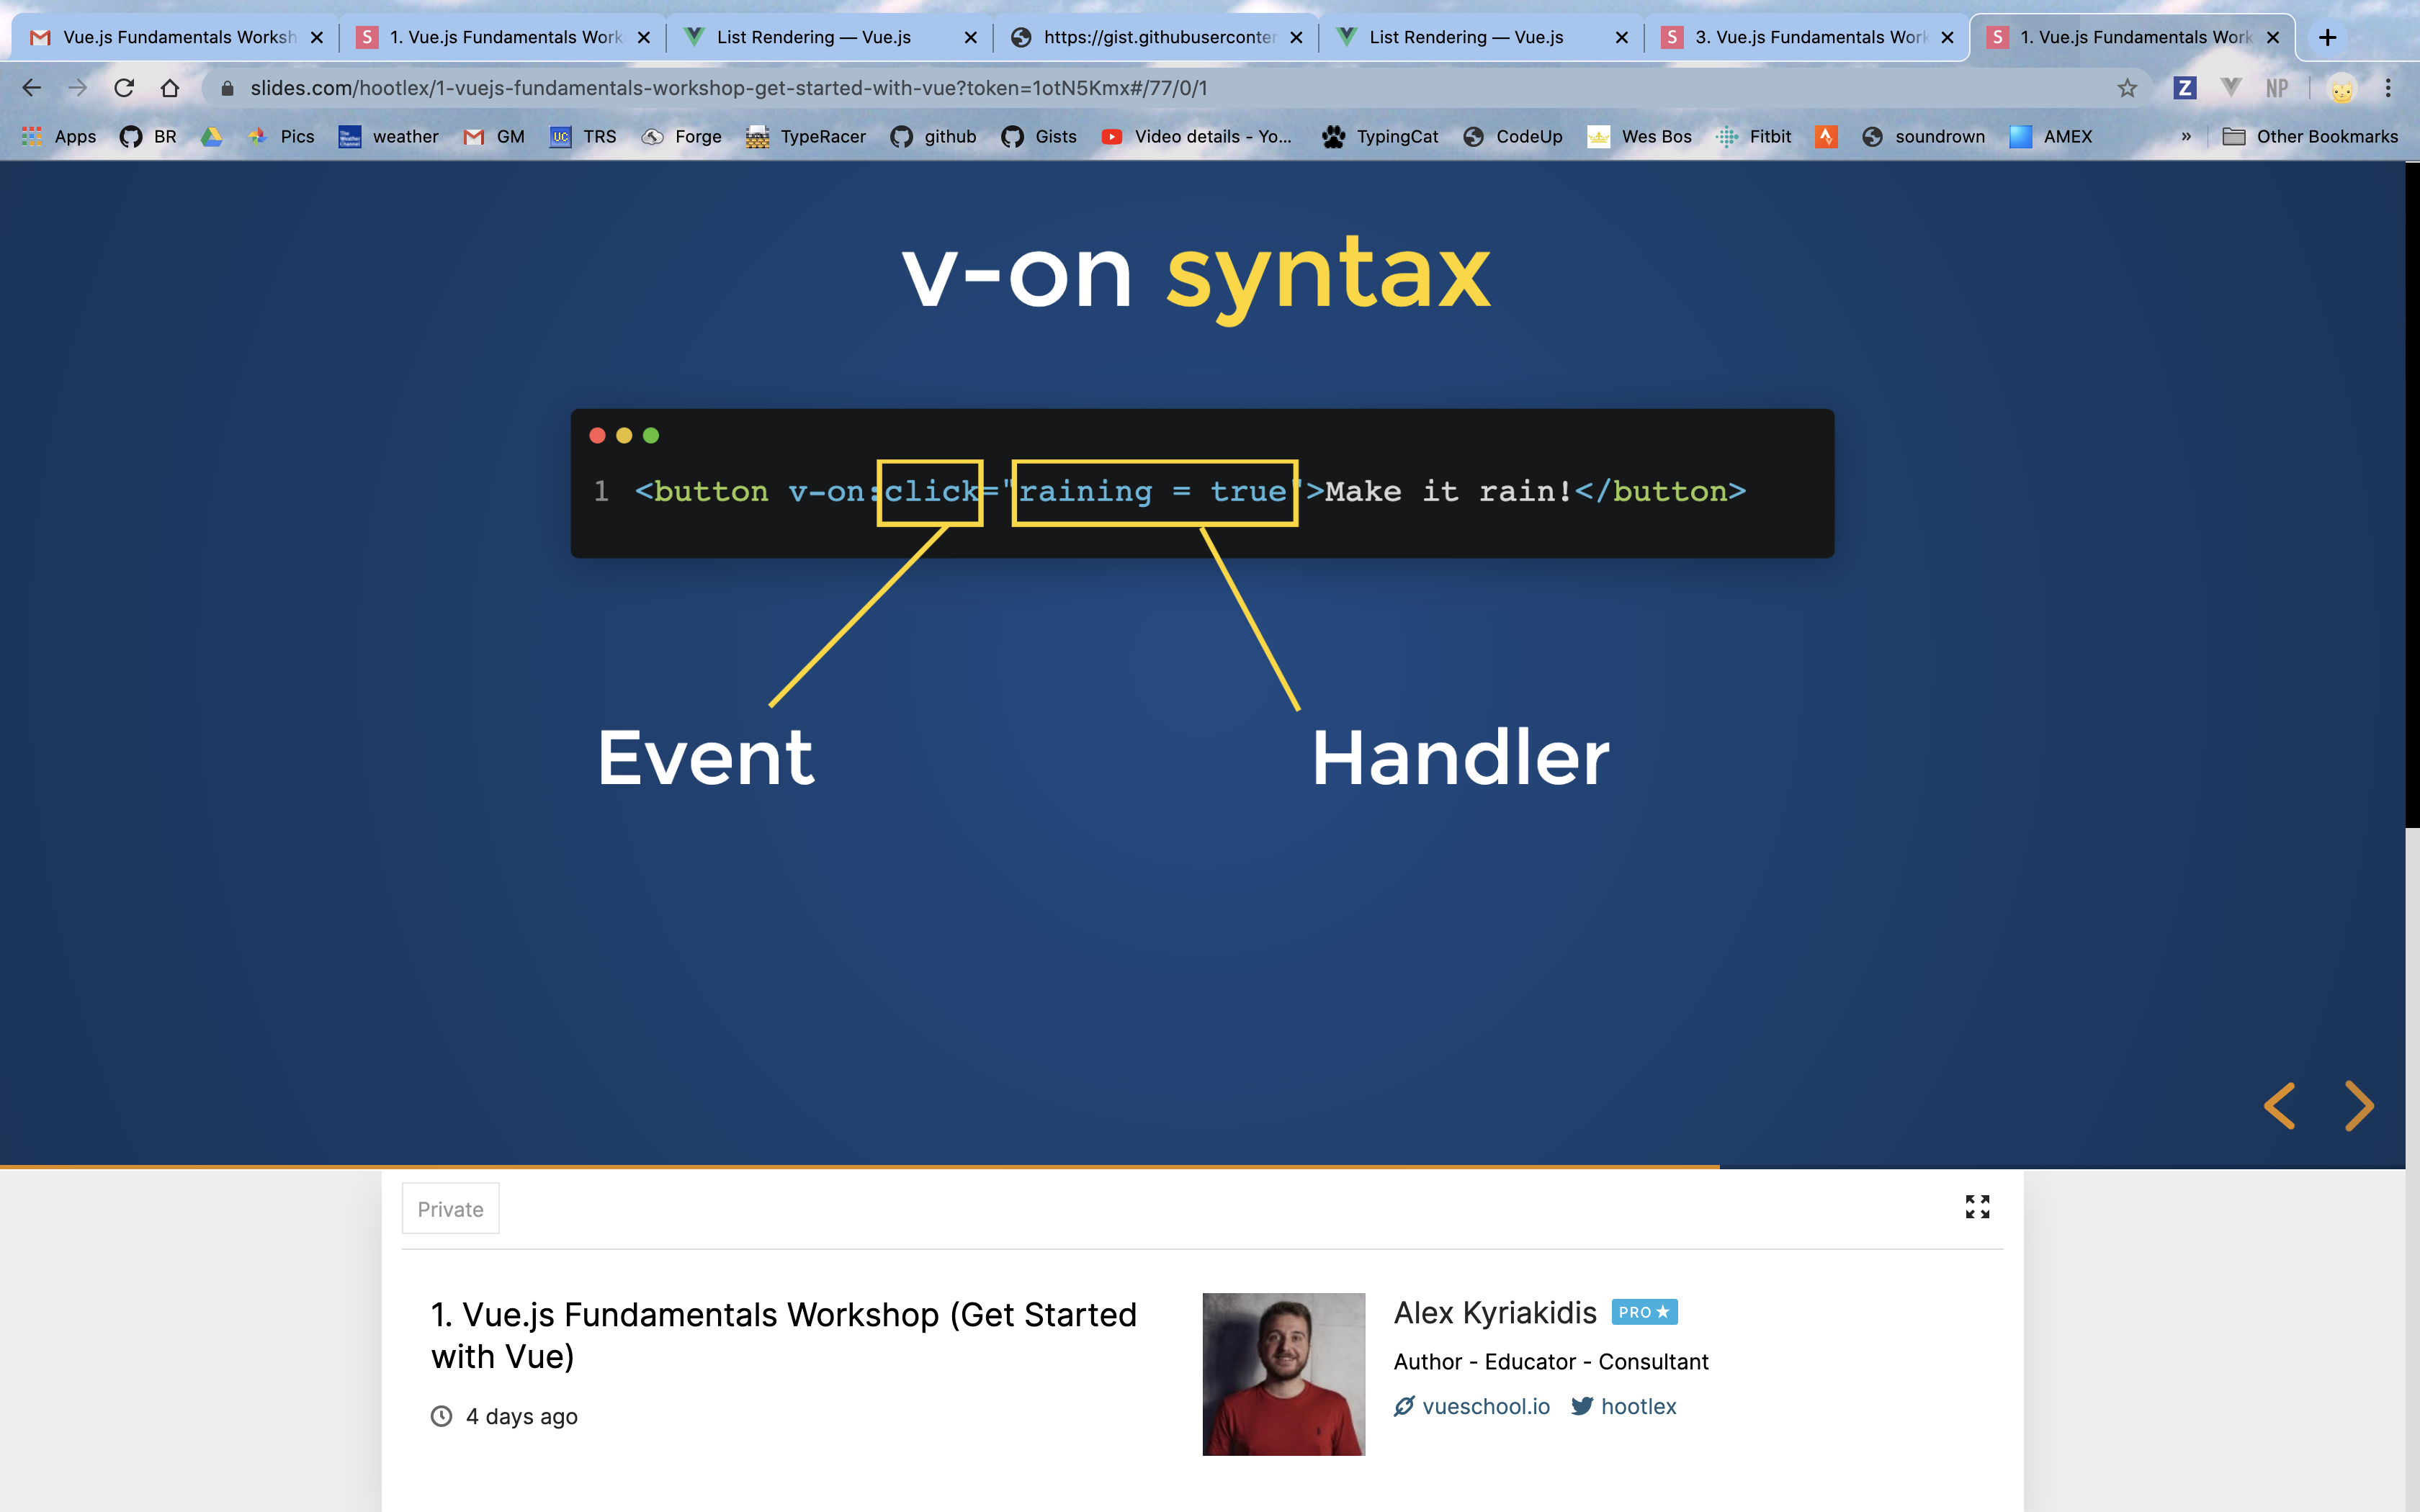 Vue.js Fundamentals Worksh
1. Vue.js Fundamentals Work
List Rendering — Vue.js
https://gist.githubuserconter
List Rendering — Vue.js
3. Vue.js Fundamentals Work
1. Vue.js Fundamentals Work
slides.com/hootlex/1-vuejs-fundamentals-workshop-get-started-with-vue?token=1otN5Kmx#/77/0/1
Z
NP
Apps
BR
Pics
weather
GM
UC
TRS
Forge
TypeRacer
github
Gists
Video details - Yo...
TypingCat
CodeUp
Wes Bos
Fitbit
soundrown
AMEX
»
Other Bookmarks
v-on syntax
1 <button v-on:click="raining = true">Make it rain!</button>
Event
Handler
Private
1. Vue.js Fundamentals Workshop (Get Started
with Vue)
4 days ago
Alex Kyriakidis PRO
Author - Educator - Consultant
vueschool.io hootlex